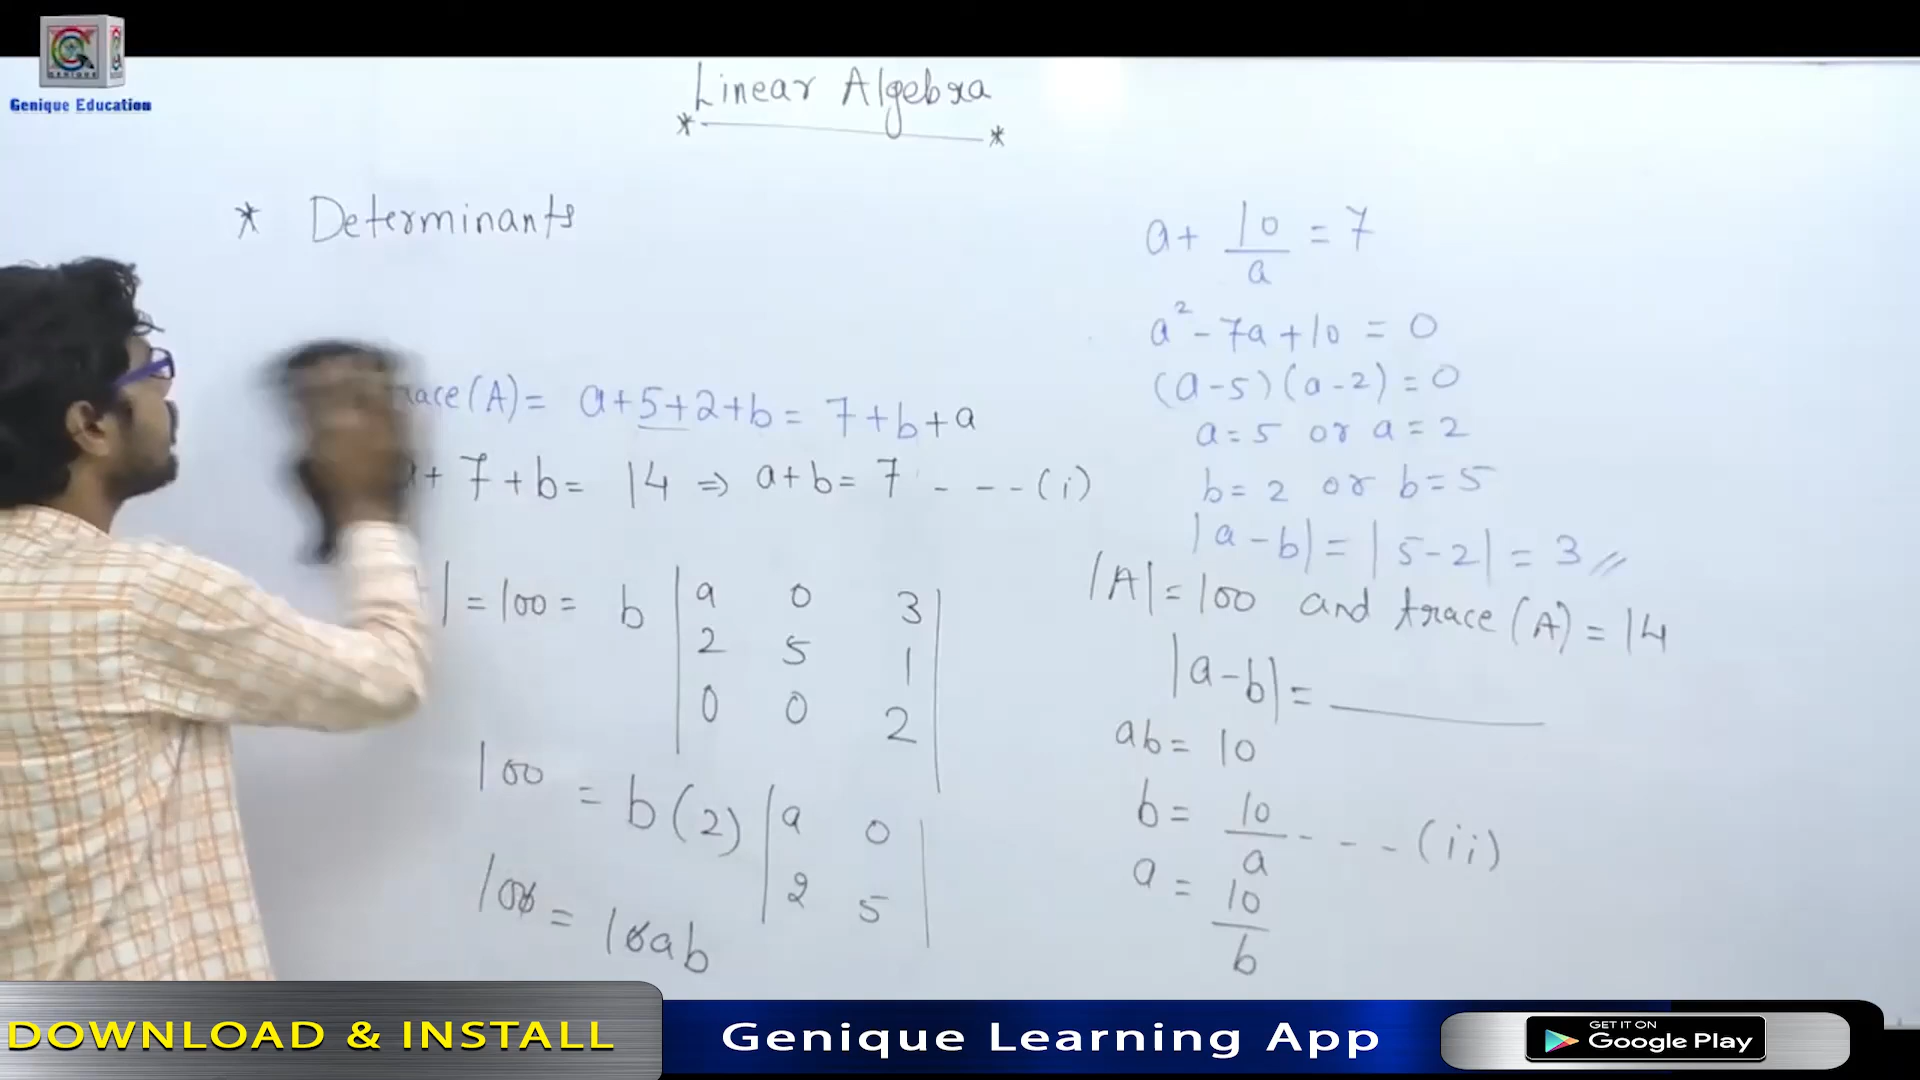 GENIQUE
Genique Education
Linear Algebra
* *
* Determinants
trace(A) = a+5+2+b = 7+b+a
a+ 7+b = 14 ⇒ a+b = 7 - - - (i)
| = 100 = b | a 0 3 |
| 2 5 1 |
| 0 0 2 |
100 = b(2) | a 0 |
| 2 5 |
100 = 10ab
a + 10/a = 7
a² - 7a + 10 = 0
(a-5)(a-2) = 0
a = 5 or a = 2
b = 2 or b = 5
|a-b| = |5-2| = 3 //
|A| = 100 and trace(A) = 14
|a-b| = ________
ab = 10
b = 10/a - - - (ii)
a = 10/b
DOWNLOAD & INSTALL
Genique Learning App
GET IT ON
Google Play